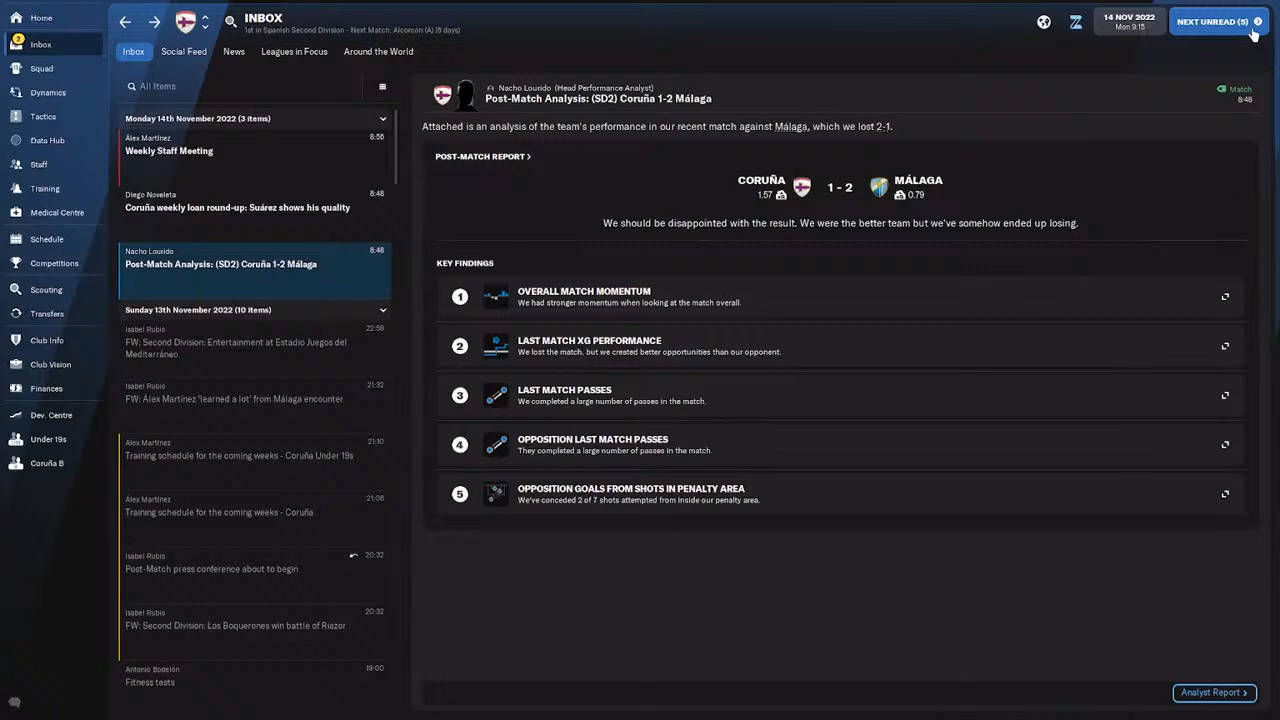 Home
2
Inbox
Squad
Dynamics
Tactics
Data Hub
Staff
Training
Medical Centre
Schedule
Competitions
Scouting
Transfers
Club Info
Club Vision
Finances
Dev. Centre
Under 19s
Coruña B
INBOX
1st in Spanish Second Division - Next Match: Alcorcón (A) (6 days)
14 NOV 2022
Mon 9:15
NEXT UNREAD (5)
Inbox
Social Feed
News
Leagues in Focus
Around the World
All Items
Monday 14th November 2022 (3 items)
Álex Martínez
8:56
Weekly Staff Meeting
Diego Noveleta
8:48
Coruña weekly loan round-up: Suárez shows his quality
Nacho Lourido
8:48
Post-Match Analysis: (SD2) Coruña 1-2 Málaga
Sunday 13th November 2022 (10 items)
Isabel Rubio
22:58
FW: Second Division: Entertainment at Estadio Juegos del
Mediterráneo
Isabel Rubio
21:32
FW: Álex Martínez 'learned a lot' from Málaga encounter
Álex Martínez
21:10
Training schedule for the coming weeks - Coruña Under 19s
Álex Martínez
21:06
Training schedule for the coming weeks - Coruña
Isabel Rubio
20:32
Post-Match press conference about to begin
Isabel Rubio
20:32
FW: Second Division: Los Boquerones win battle of Riazor
Antonio Bodelón
19:00
Fitness tests
Nacho Lourido (Head Performance Analyst)
Post-Match Analysis: (SD2) Coruña 1-2 Málaga
Match
8:48
Attached is an analysis of the team's performance in our recent match against Málaga, which we lost 2-1.
POST-MATCH REPORT
CORUÑA
1.57
1 - 2
MÁLAGA
0.79
We should be disappointed with the result. We were the better team but we've somehow ended up losing.
KEY FINDINGS
1
OVERALL MATCH MOMENTUM
We had stronger momentum when looking at the match overall.
2
LAST MATCH XG PERFORMANCE
We lost the match, but we created better opportunities than our opponent.
3
LAST MATCH PASSES
We completed a large number of passes in the match.
4
OPPOSITION LAST MATCH PASSES
They completed a large number of passes in the match.
5
OPPOSITION GOALS FROM SHOTS IN PENALTY AREA
We've conceded 2 of 7 shots attempted from inside our penalty area.
Analyst Report